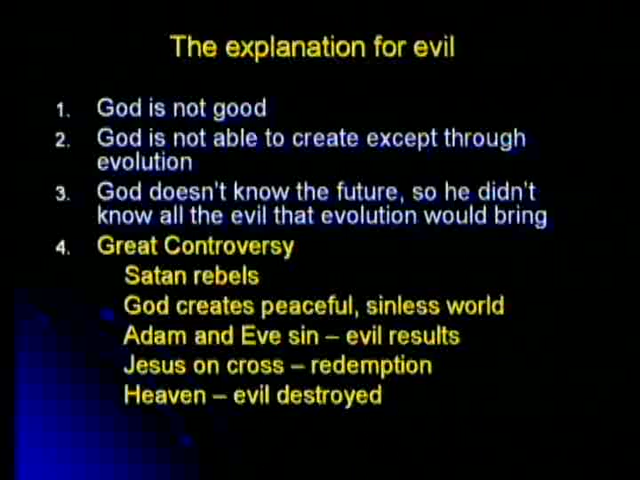 The explanation for evil
1. God is not good
2. God is not able to create except through
evolution
3. God doesn't know the future, so he didn't
know all the evil that evolution would bring
4. Great Controversy
Satan rebels
God creates peaceful, sinless world
Adam and Eve sin – evil results
Jesus on cross – redemption
Heaven – evil destroyed